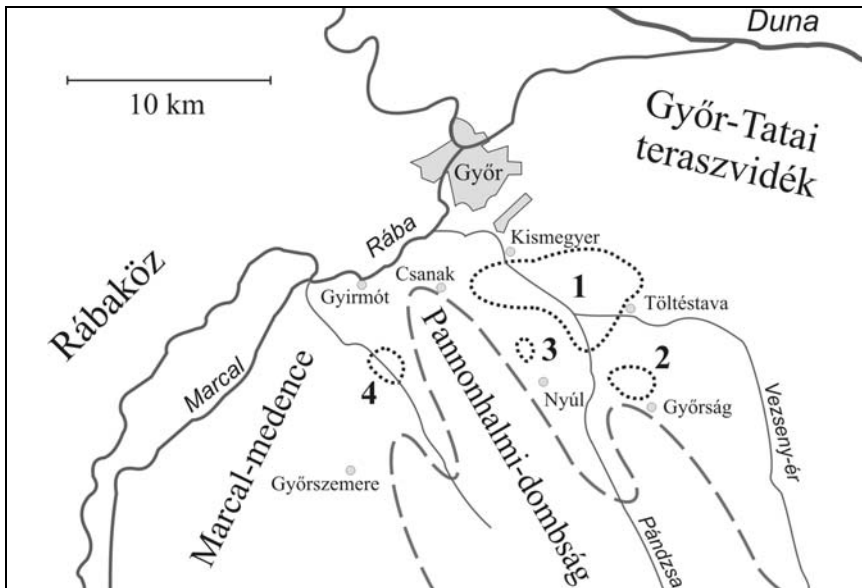 Duna
10 km
Győr-Tatai
teraszvidék
Győr
Rába
Kismegyer
Rábaköz
Csanak
Gyirmót
1
Töltéstava
Marcal
Marcal-medence
Pannonhalmi-dombság
3
2
4
Nyúl
Győrság
Vezseny-ér
Győrszemere
Pándzsa